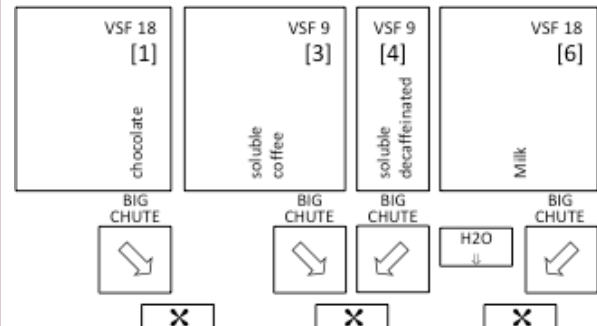 VSF 18
[1]
chocolate
VSF 9
[3]
soluble
coffee
VSF 9
[4]
soluble
decaffeinated
VSF 18
[6]
Milk
BIG
CHUTE
BIG
CHUTE
BIG
CHUTE
BIG
CHUTE
H2O
⇓